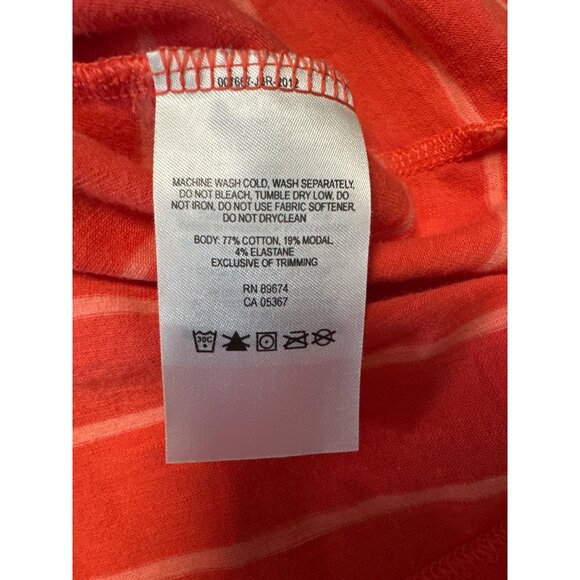 MACHINE WASH COLD, WASH SEPARATELY,
DO NOT BLEACH, TUMBLE DRY LOW, DO
NOT IRON, DO NOT USE FABRIC SOFTENER,
DO NOT DRYCLEAN
BODY: 77% COTTON, 19% MODAL,
4% ELASTANE
EXCLUSIVE OF TRIMMING
RN 89674
CA 05367
30C